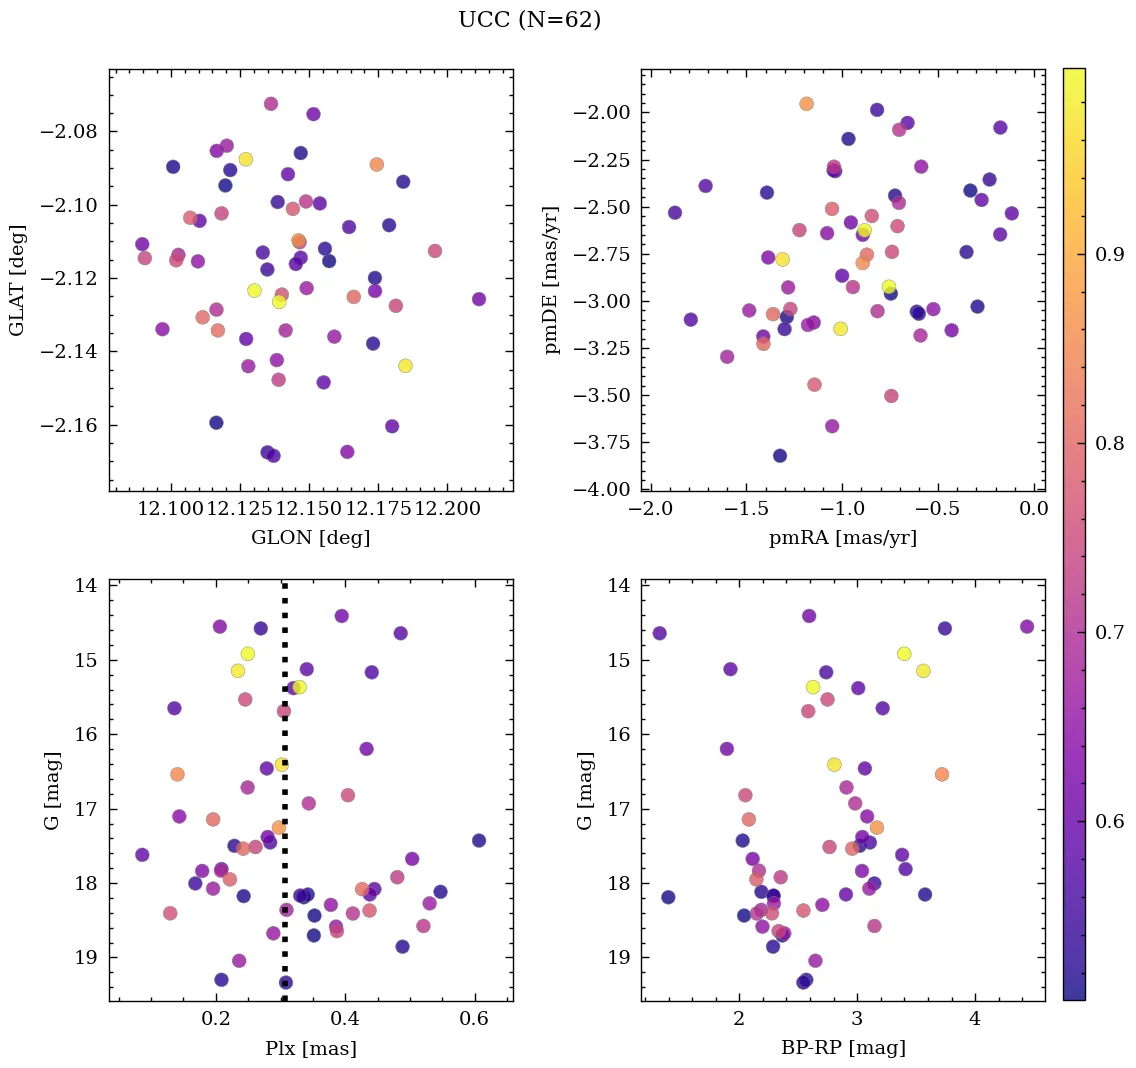 UCC (N=62)
−2.08
−2.10
−2.12
−2.14
−2.16
GLAT [deg]
12.100 12.125 12.150 12.175 12.200
GLON [deg]
−2.00
−2.25
−2.50
−2.75
−3.00
−3.25
−3.50
−3.75
−4.00
pmDE [mas/yr]
−2.0 −1.5 −1.0 −0.5 0.0
pmRA [mas/yr]
14
15
16
17
18
19
G [mag]
0.2 0.4 0.6
Plx [mas]
14
15
16
17
18
19
G [mag]
2 3 4
BP-RP [mag]
0.9
0.8
0.7
0.6